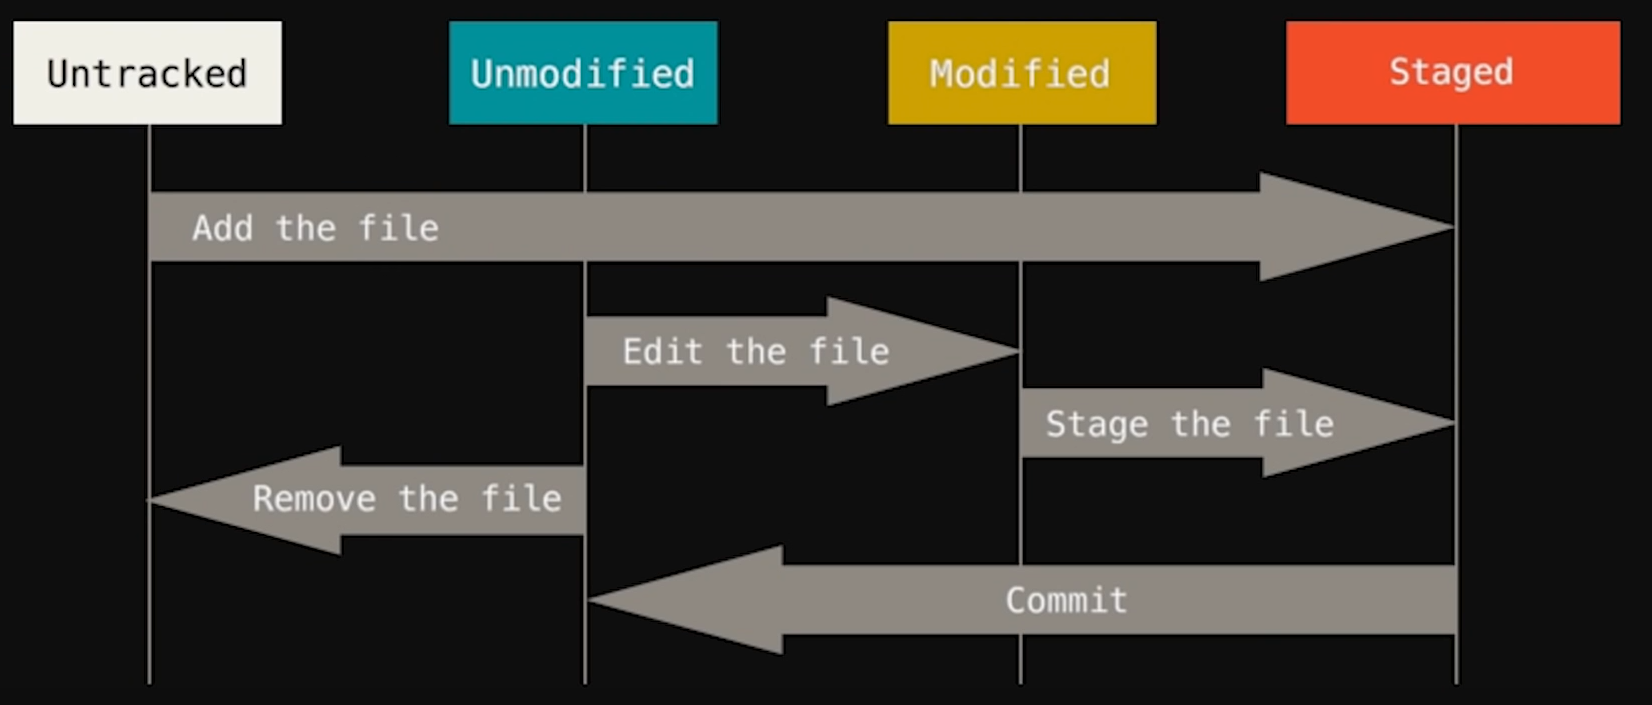 Untracked
Unmodified
Modified
Staged
Add the file
Edit the file
Stage the file
Remove the file
Commit